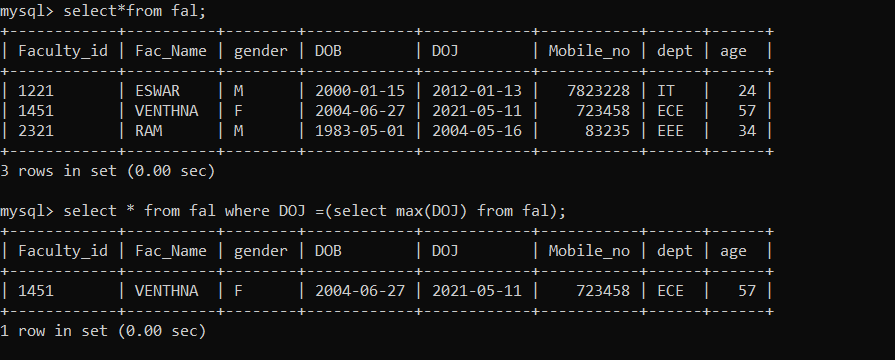 mysql> select*from fal;
+------------+----------+--------+------------+------------+-----------+------+------+
| Faculty_id | Fac_Name | gender | DOB        | DOJ        | Mobile_no | dept | age  |
+------------+----------+--------+------------+------------+-----------+------+------+
| 1221       | ESWAR    | M      | 2000-01-15 | 2012-01-13 |   7823228 | IT   |   24 |
| 1451       | VENTHNA  | F      | 2004-06-27 | 2021-05-11 |    723458 | ECE  |   57 |
| 2321       | RAM      | M      | 1983-05-01 | 2004-05-16 |     83235 | EEE  |   34 |
+------------+----------+--------+------------+------------+-----------+------+------+
3 rows in set (0.00 sec)
mysql> select * from fal where DOJ =(select max(DOJ) from fal);
+------------+----------+--------+------------+------------+-----------+------+------+
| Faculty_id | Fac_Name | gender | DOB        | DOJ        | Mobile_no | dept | age  |
+------------+----------+--------+------------+------------+-----------+------+------+
| 1451       | VENTHNA  | F      | 2004-06-27 | 2021-05-11 |    723458 | ECE  |   57 |
+------------+----------+--------+------------+------------+-----------+------+------+
1 row in set (0.00 sec)